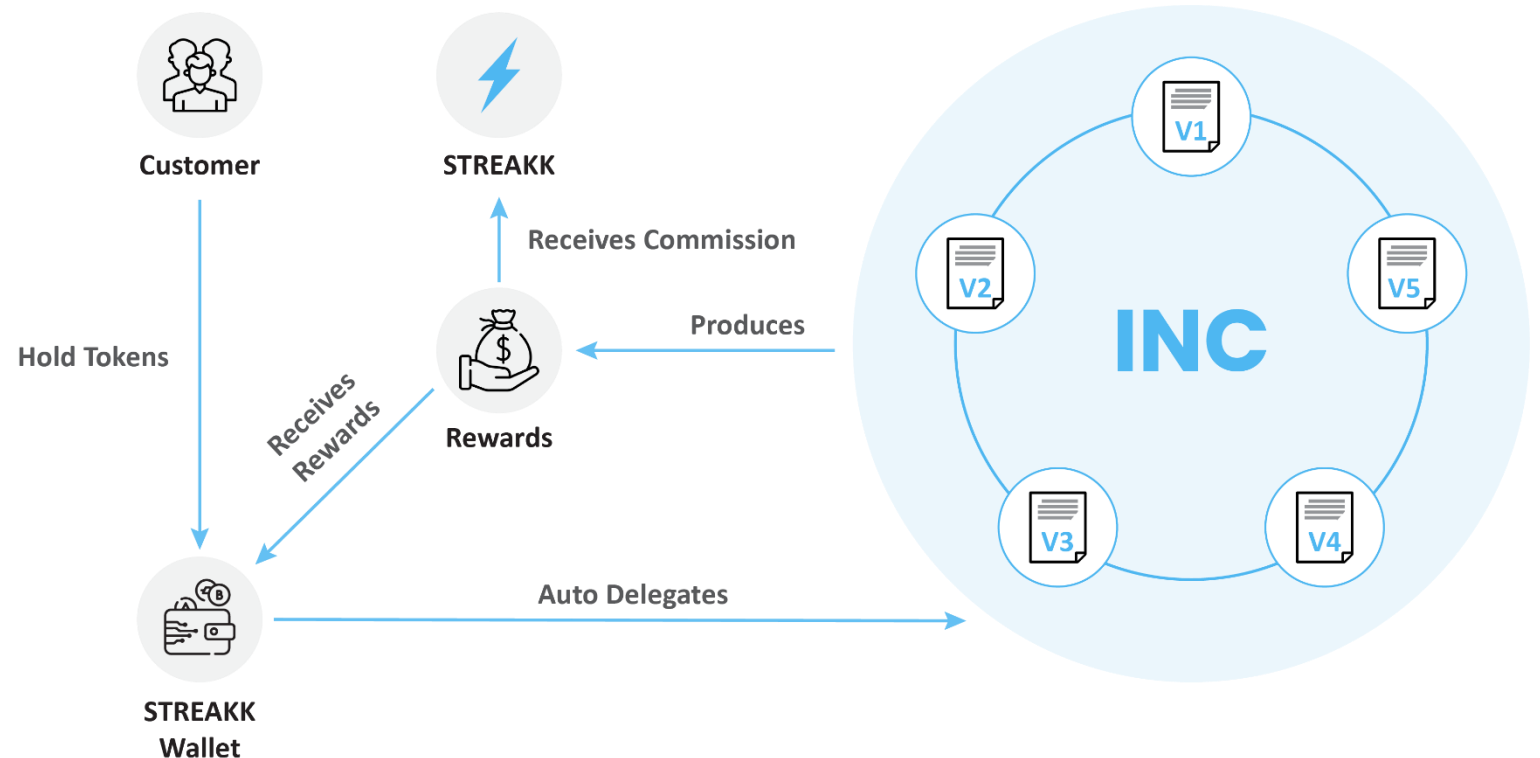 Customer
STREAKK
Receives Commission
Hold Tokens
Produces
$
Rewards
Receives
Rewards
A
B
STREAKK
Wallet
Auto Delegates
INC
V1
V2
V5
V3
V4